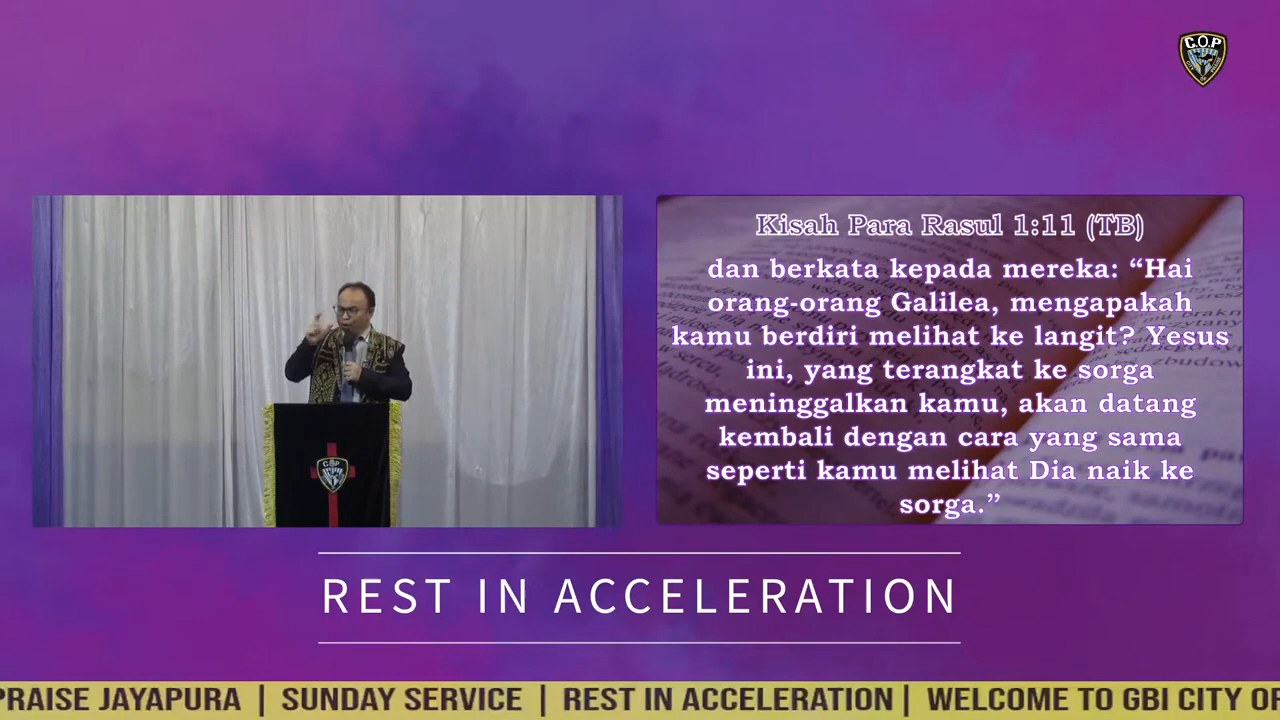 C.O.P
Kisah Para Rasul 1:11 (TB)
dan berkata kepada mereka: “Hai
orang-orang Galilea, mengapakah
kamu berdiri melihat ke langit? Yesus
ini, yang terangkat ke sorga
meninggalkan kamu, akan datang
kembali dengan cara yang sama
seperti kamu melihat Dia naik ke
sorga.”
C.O.P
REST IN ACCELERATION
PRAISE JAYAPURA | SUNDAY SERVICE | REST IN ACCELERATION | WELCOME TO GBI CITY OF